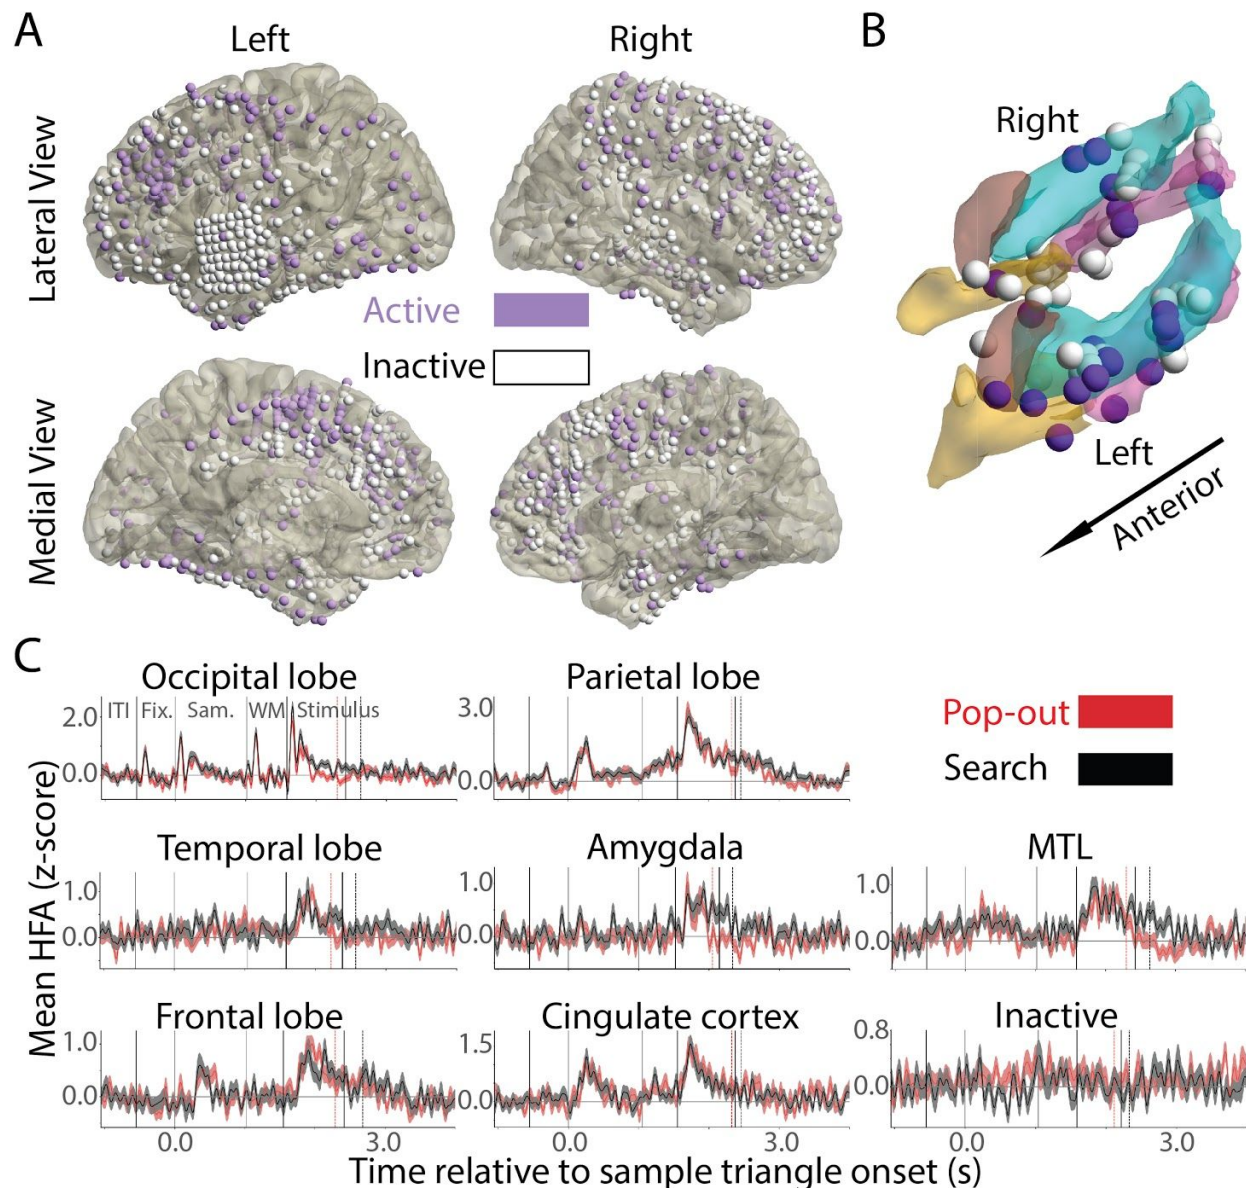 A
Left
Right
B
Lateral View
Right
Active
Inactive
Medial View
Left
Anterior
C
Mean HFA (z-score)
Occipital lobe
ITI Fix. Sam. WM Stimulus
2.0
0.0
Parietal lobe
3.0
0.0
Pop-out
Search
Temporal lobe
1.0
0.0
Amygdala
1.0
0.0
MTL
1.0
0.0
Frontal lobe
1.0
0.0
0.0 3.0
Cingulate cortex
1.5
0.0
0.0 3.0
Inactive
0.8
0.0
0.0 3.0
Time relative to sample triangle onset (s)